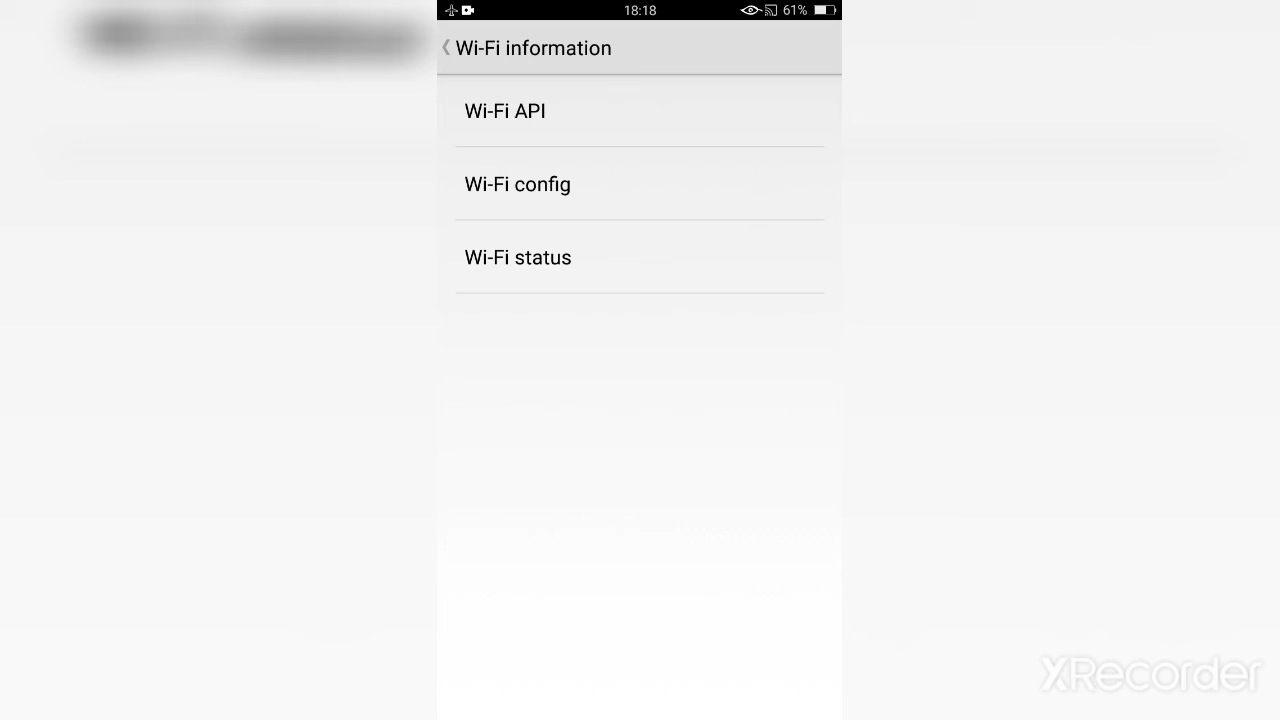 18:18
61%
Wi-Fi information
Wi-Fi API
Wi-Fi config
Wi-Fi status
XRecorder